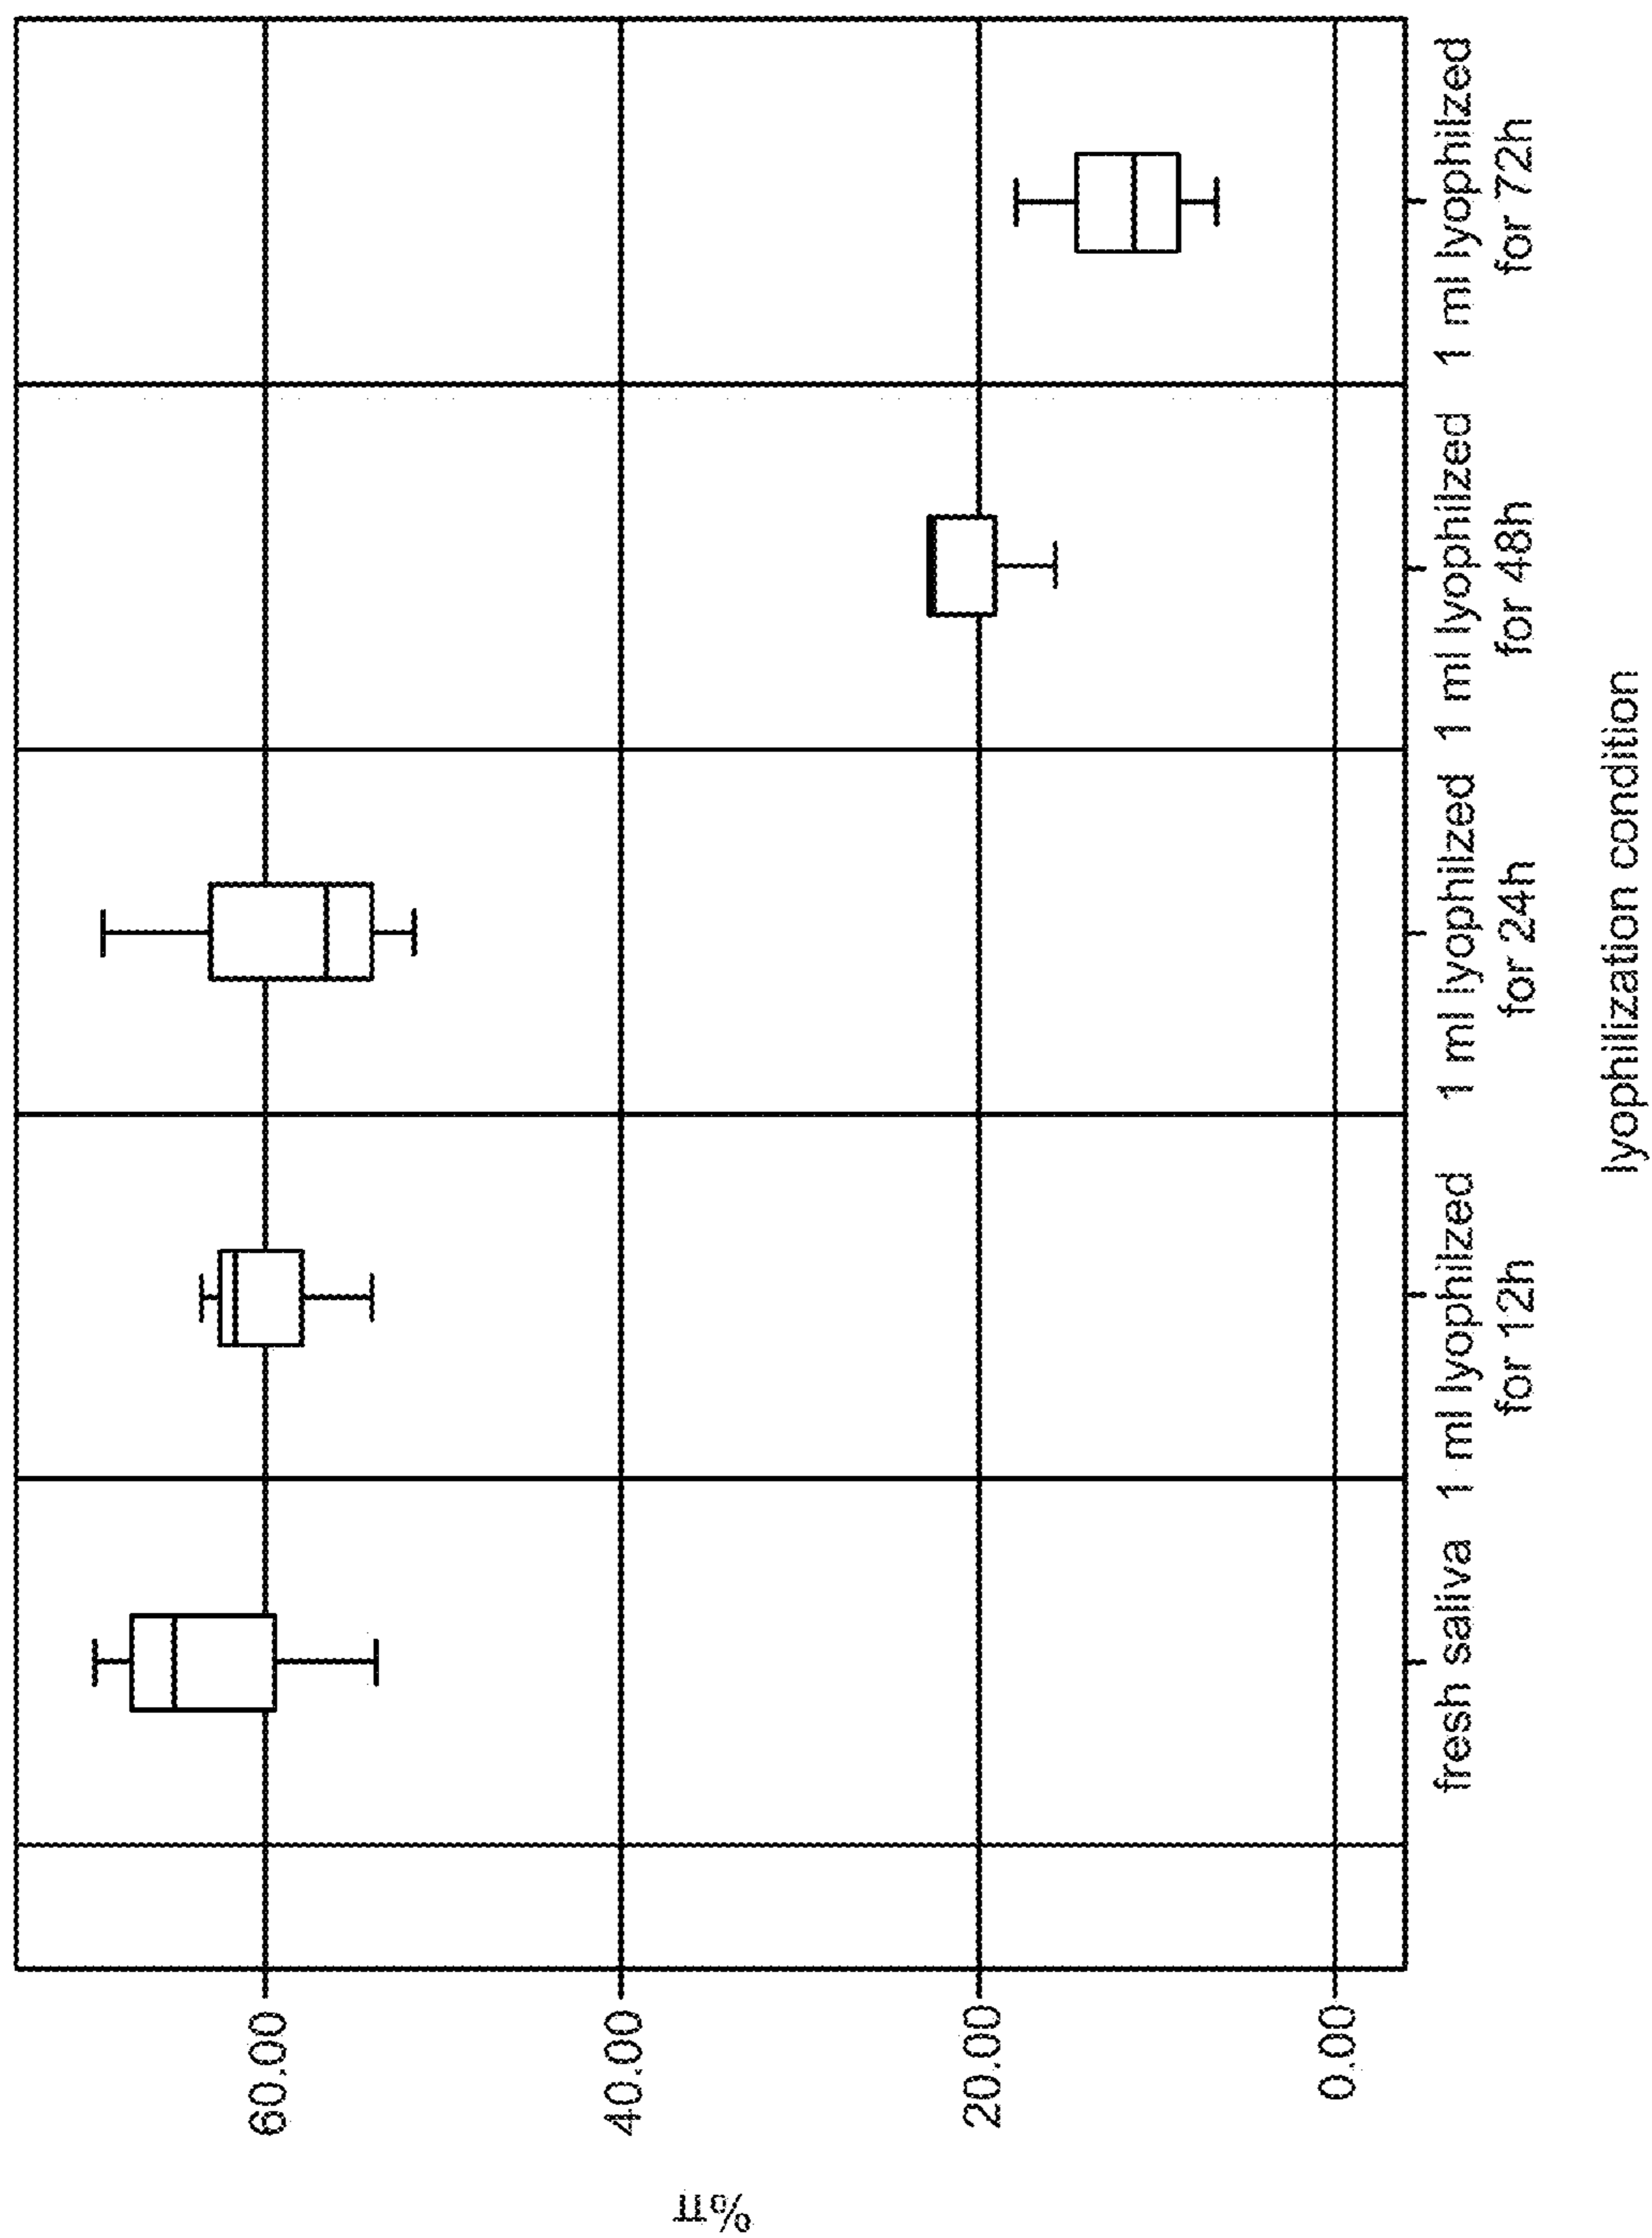 60.00
40.00
20.00
0.00
fresh saliva
1 ml lyophilized
for 12h
1 ml lyophilized
for 24h
1 ml lyophilized
for 48h
1 ml lyophilized
for 72h
lyophilization condition